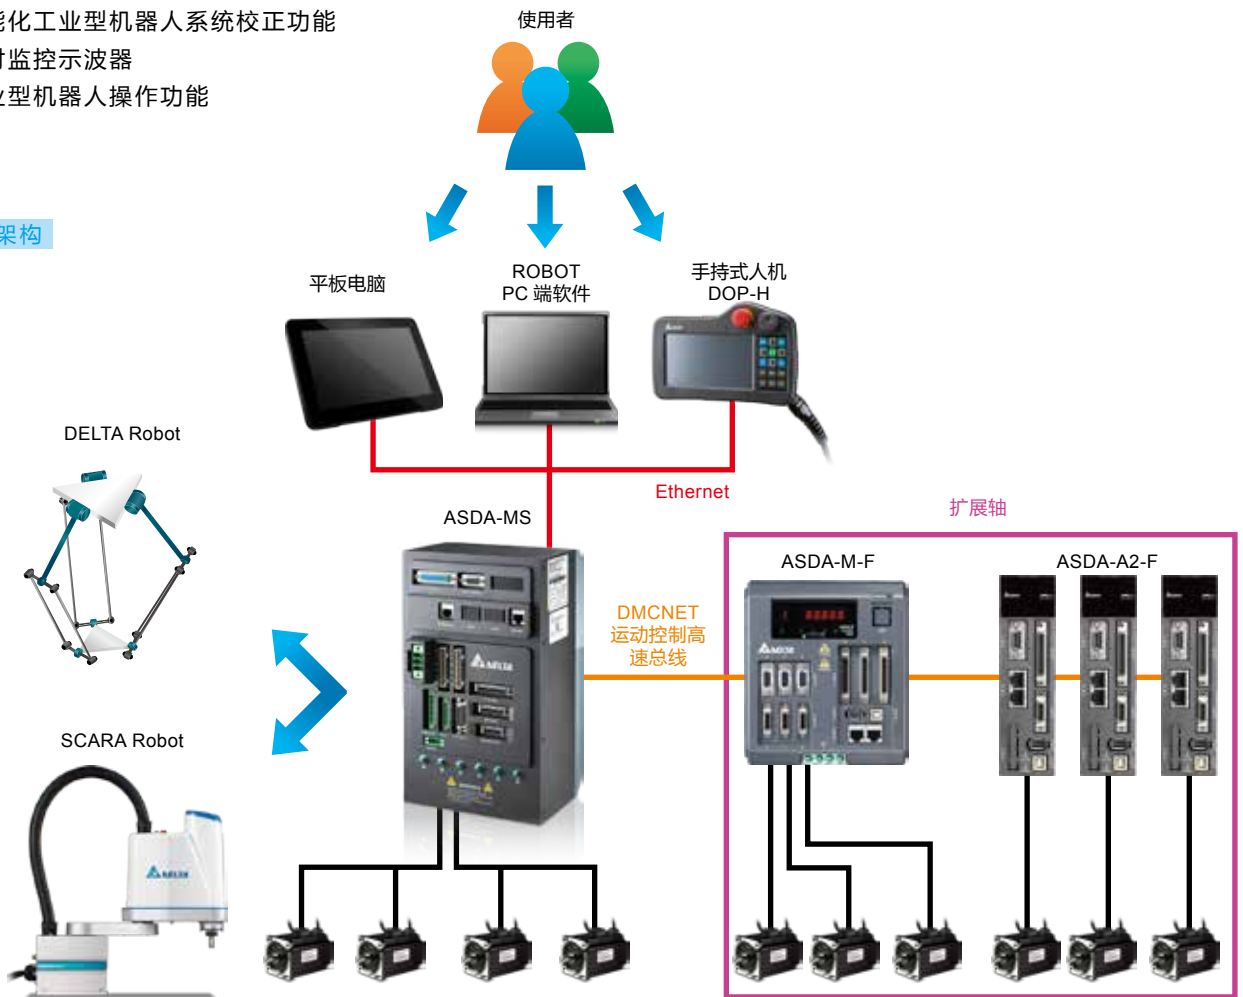 能化工业型机器人系统校正功能
时监控示波器
业型机器人操作功能
使用者
架构
平板电脑
ROBOT
PC 端软件
手持式人机
DOP-H
DELTA Robot
Ethernet
ASDA-MS
扩展轴
ASDA-M-F
ASDA-A2-F
DMCNET
运动控制高
速总线
SCARA Robot
DELTA
DELTA
DELTA